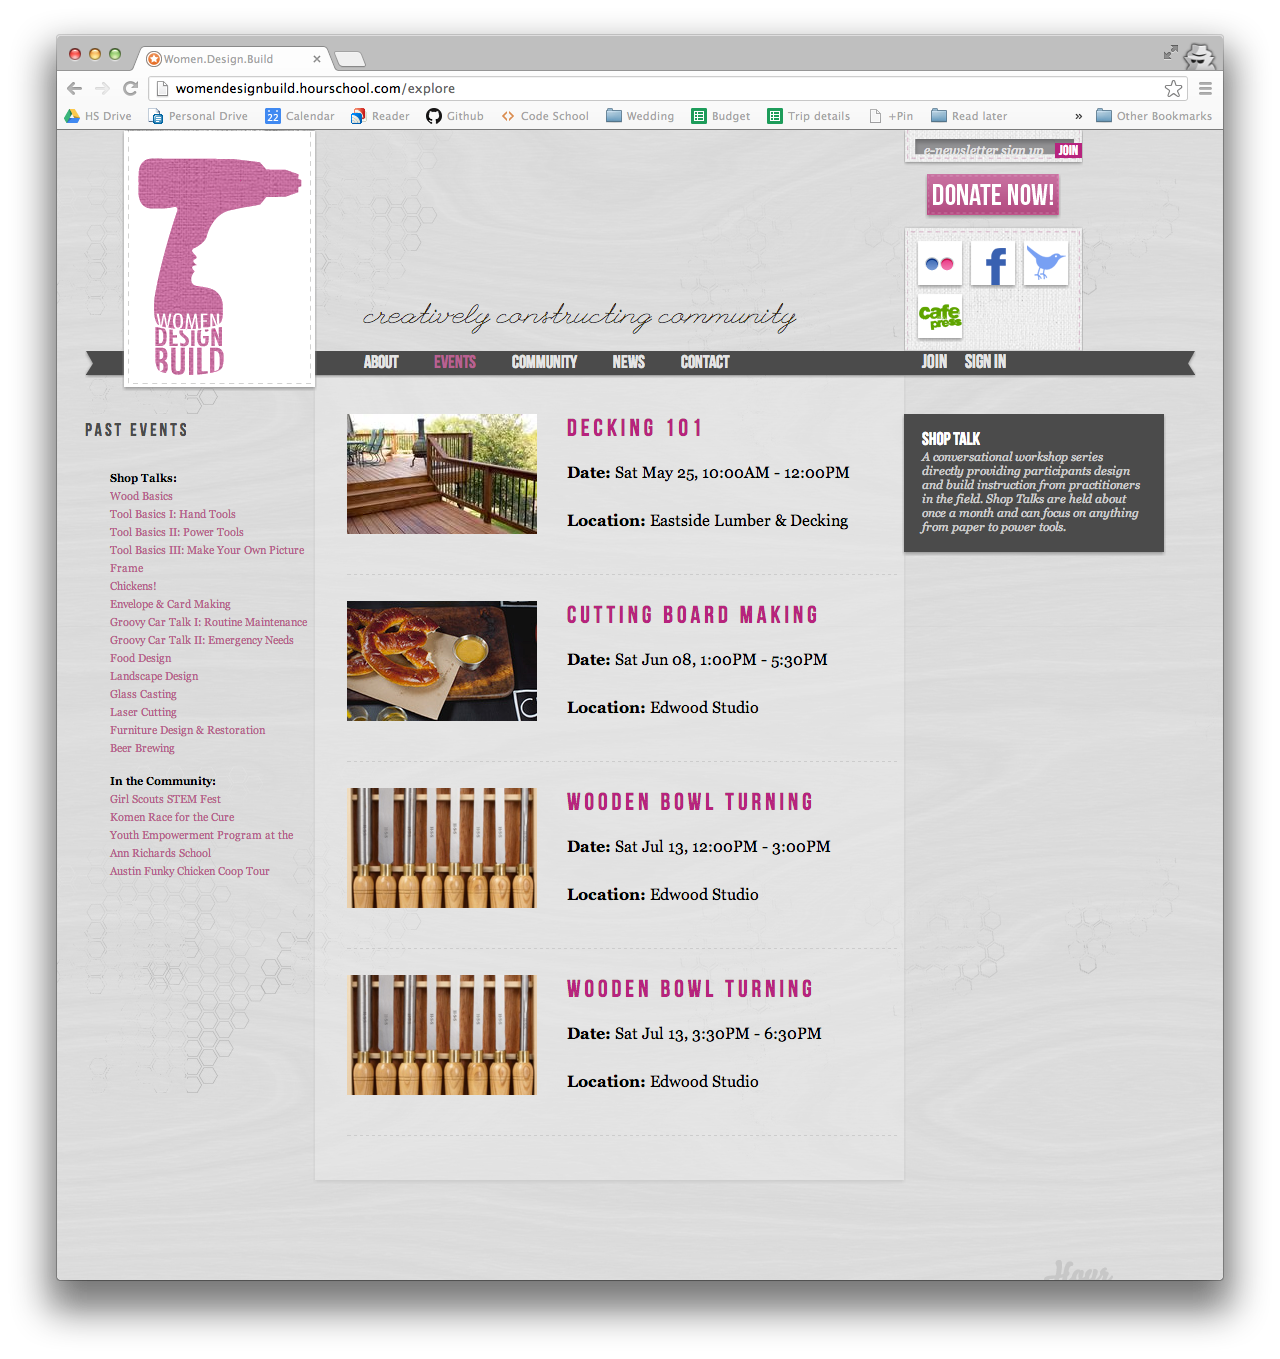 Women.Design.Build
womendesignbuild.hourschool.com/explore
HS Drive
Personal Drive
22
Calendar
Reader
Github
Code School
Wedding
Budget
Trip details
+Pin
Read later
»
Other Bookmarks
e-newsletter sign up
JOIN
DONATE NOW!
f
cafe
press
WOMEN
DESIGN
BUILD
creatively constructing community
ABOUT
EVENTS
COMMUNITY
NEWS
CONTACT
JOIN
SIGN IN
PAST EVENTS
Shop Talks:
Wood Basics
Tool Basics I: Hand Tools
Tool Basics II: Power Tools
Tool Basics III: Make Your Own Picture
Frame
Chickens!
Envelope & Card Making
Groovy Car Talk I: Routine Maintenance
Groovy Car Talk II: Emergency Needs
Food Design
Landscape Design
Glass Casting
Laser Cutting
Furniture Design & Restoration
Beer Brewing
In the Community:
Girl Scouts STEM Fest
Komen Race for the Cure
Youth Empowerment Program at the
Ann Richards School
Austin Funky Chicken Coop Tour
DECKING 101
Date: Sat May 25, 10:00AM - 12:00PM
Location: Eastside Lumber & Decking
CUTTING BOARD MAKING
Date: Sat Jun 08, 1:00PM - 5:30PM
Location: Edwood Studio
WOODEN BOWL TURNING
Date: Sat Jul 13, 12:00PM - 3:00PM
Location: Edwood Studio
WOODEN BOWL TURNING
Date: Sat Jul 13, 3:30PM - 6:30PM
Location: Edwood Studio
SHOP TALK
A conversational workshop series
directly providing participants design
and build instruction from practitioners
in the field. Shop Talks are held about
once a month and can focus on anything
from paper to power tools.
Hour